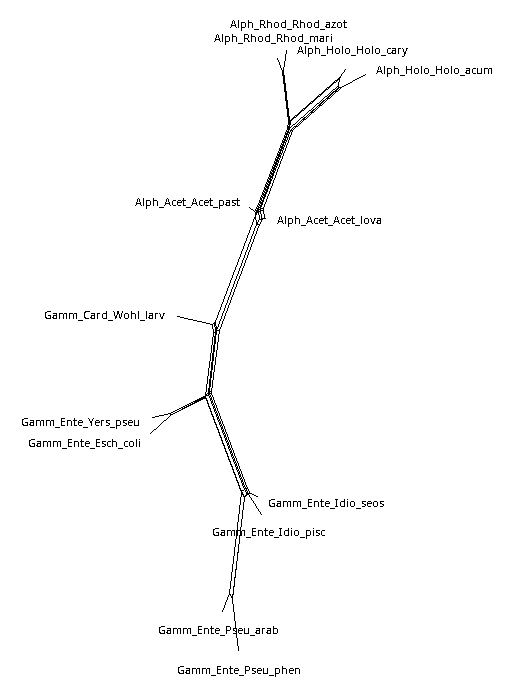 Alph_Rhod_Rhod_azot
Alph_Rhod_Rhod_mari
Alph_Holo_Holo_cary
Alph_Holo_Holo_acum
Alph_Acet_Acet_past
Alph_Acet_Acet_lova
Gamm_Card_Wohl_larv
Gamm_Ente_Yers_pseu
Gamm_Ente_Esch_coli
Gamm_Ente_Idio_seos
Gamm_Ente_Idio_pisc
Gamm_Ente_Pseu_arab
Gamm_Ente_Pseu_phen